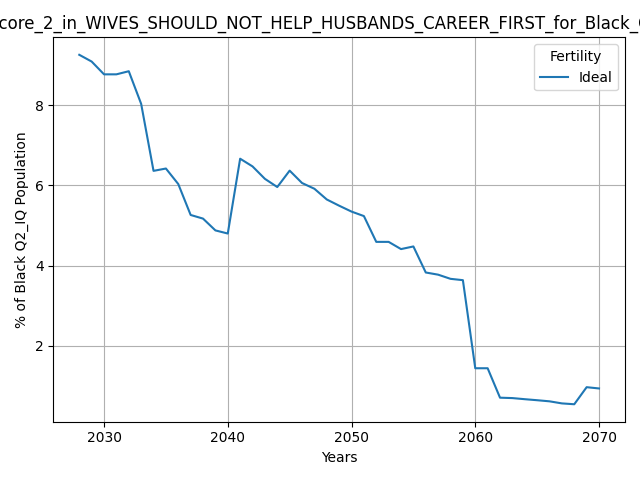 core_2_in_WIVES_SHOULD_NOT_HELP_HUSBANDS_CAREER_FIRST_for_Black_
Fertility
Ideal
% of Black Q2_IQ Population
8
6
4
2
2030 2040 2050 2060 2070
Years